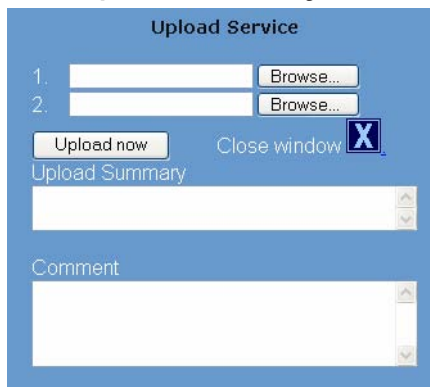 Upload Service
1. Browse...
2. Browse...
Upload now Close window X
Upload Summary
Comment